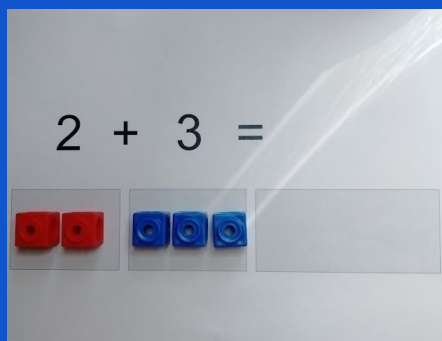 2 + 3 =